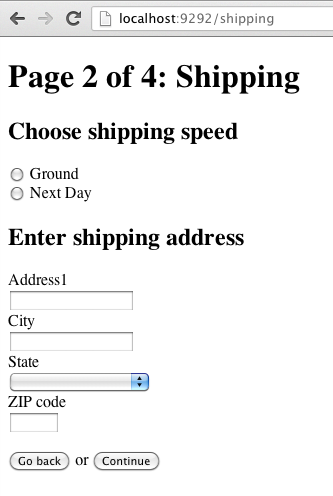 localhost:9292/shipping
Page 2 of 4: Shipping
Choose shipping speed
Ground
Next Day
Enter shipping address
Address1
City
State
ZIP code
Go back or Continue